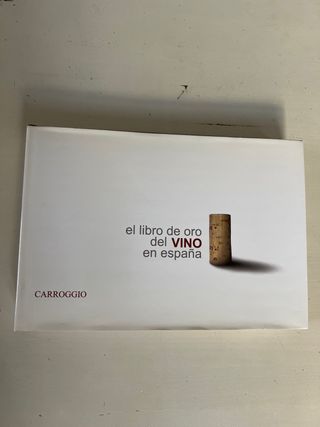 el libro de oro
del VINO
en españa
CARROGGIO